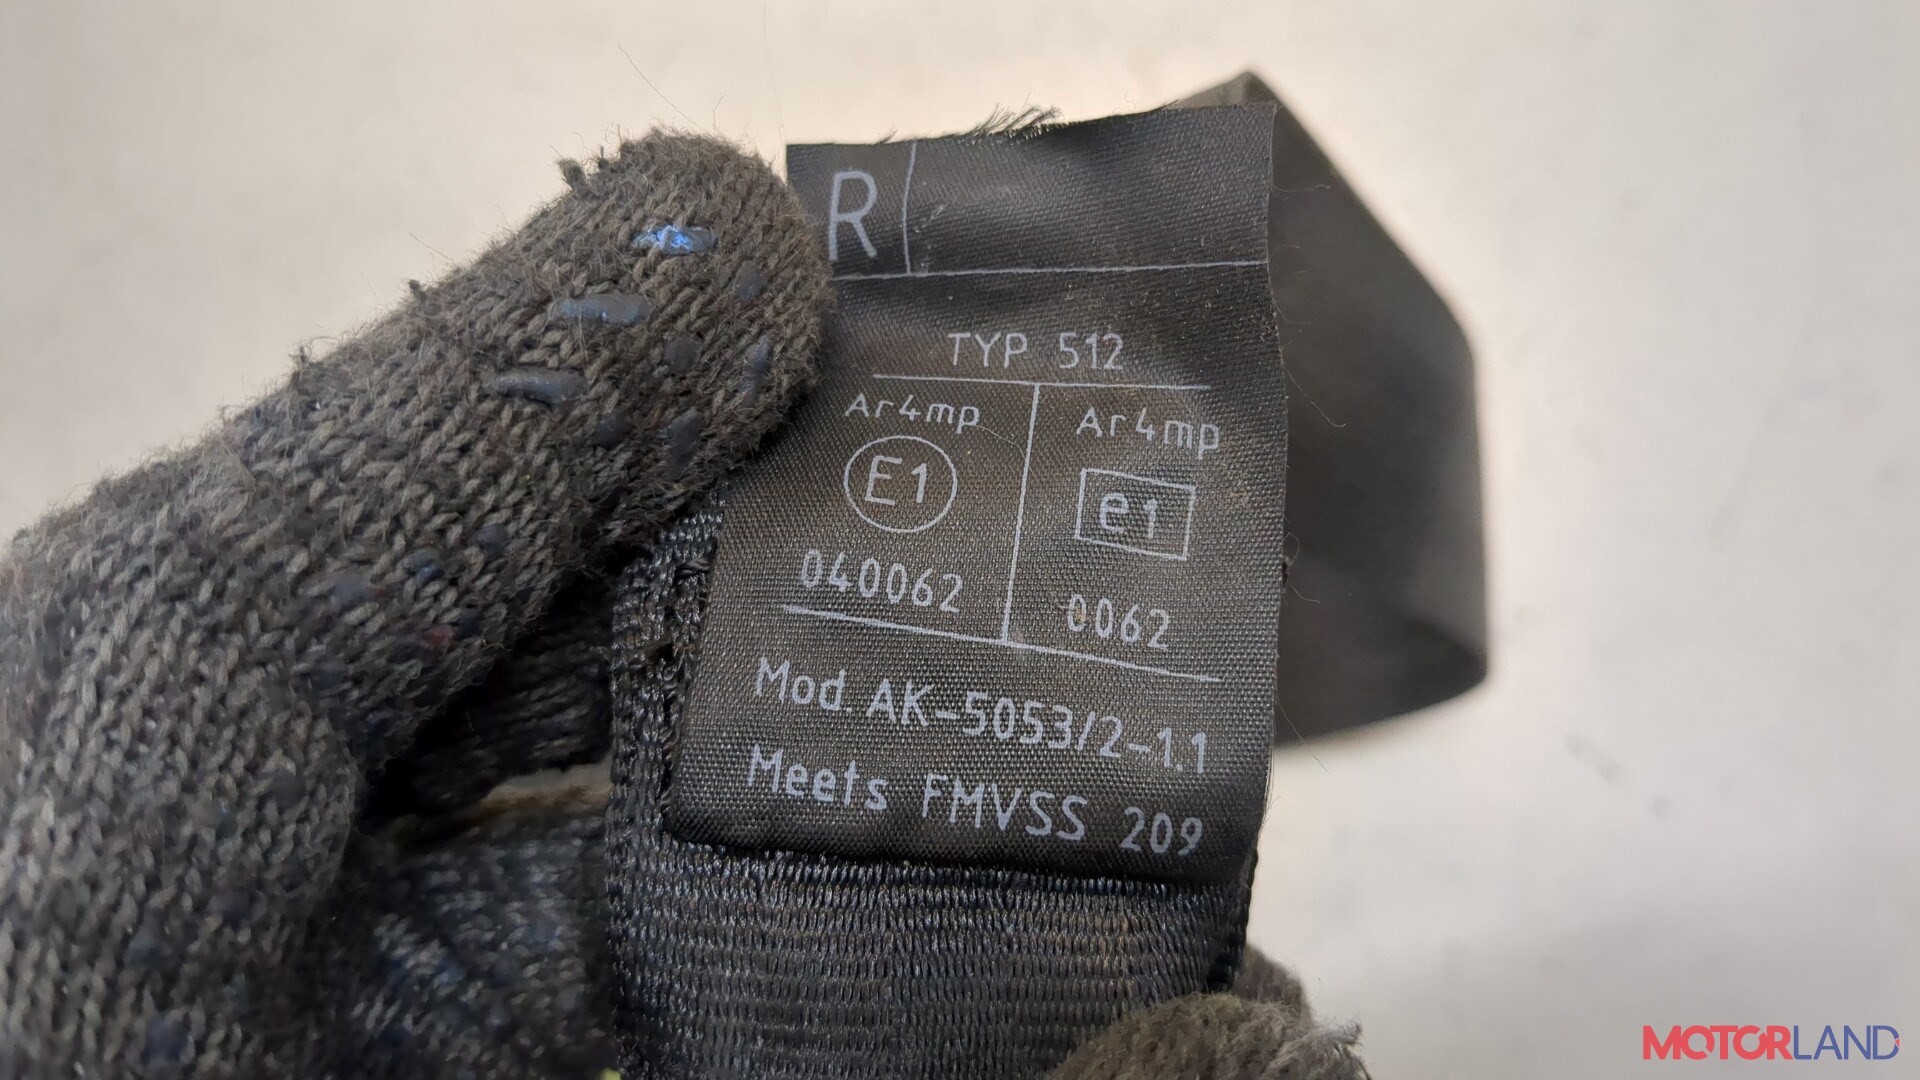 R
TYP 512
Ar4mp Ar4mp
E1 e1
040062 0062
Mod. AK-5053/2-1.1
Meets FMVSS 209
MOTORLAND